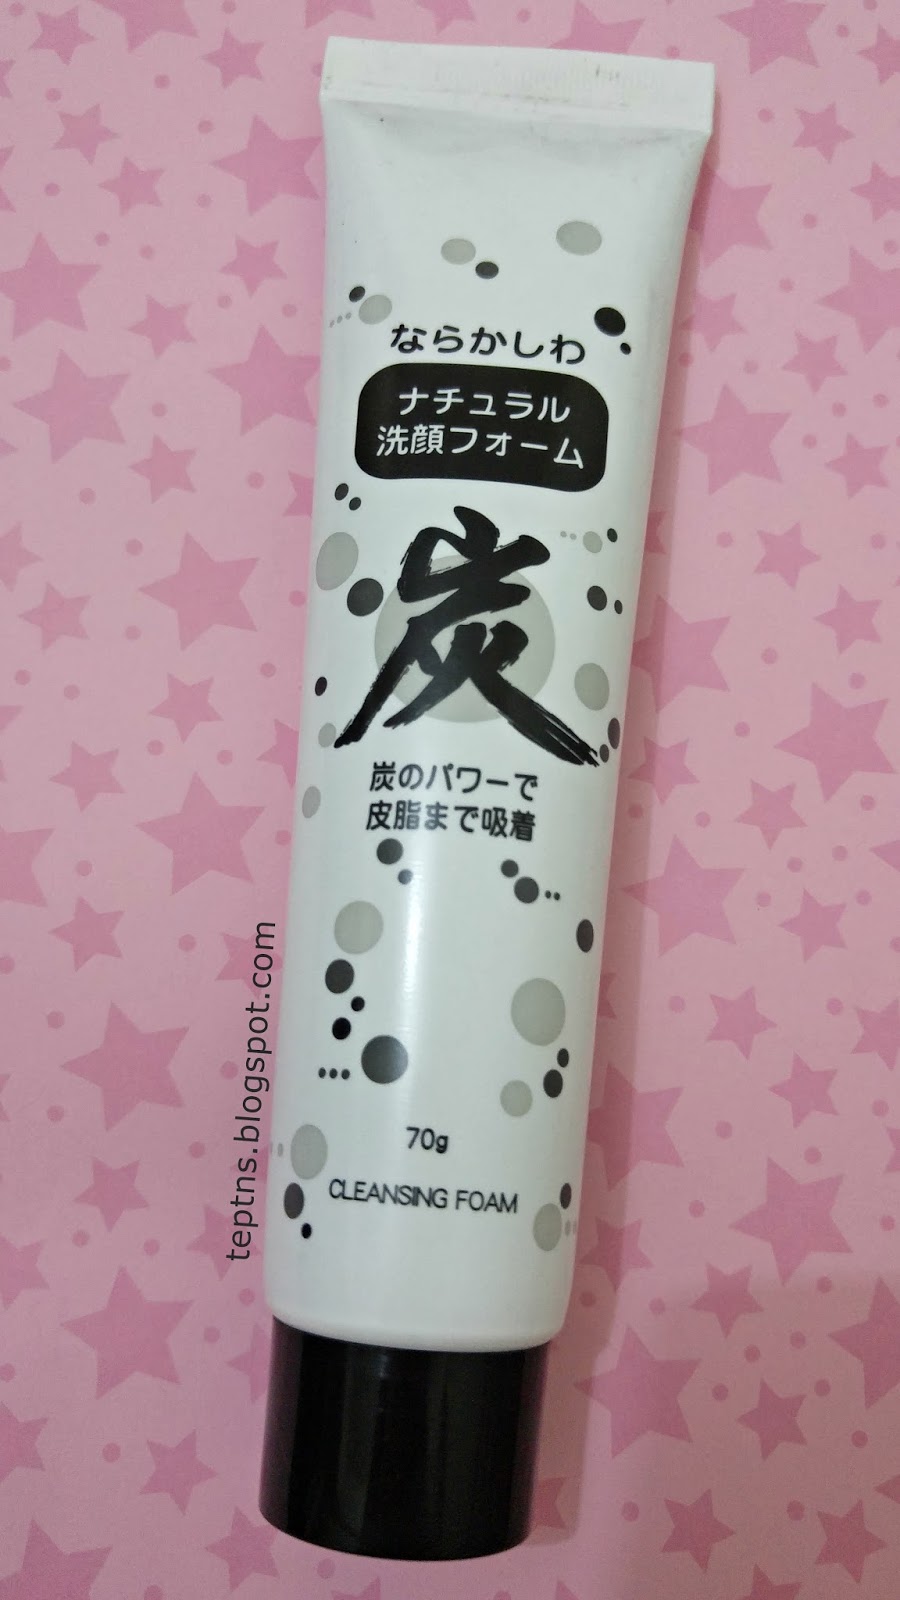 ならかしわ
ナチュラル
洗顔フォーム
炭
炭のパワーで
皮脂まで吸着
70g
CLEANSING FOAM
teptns.blogspot.com